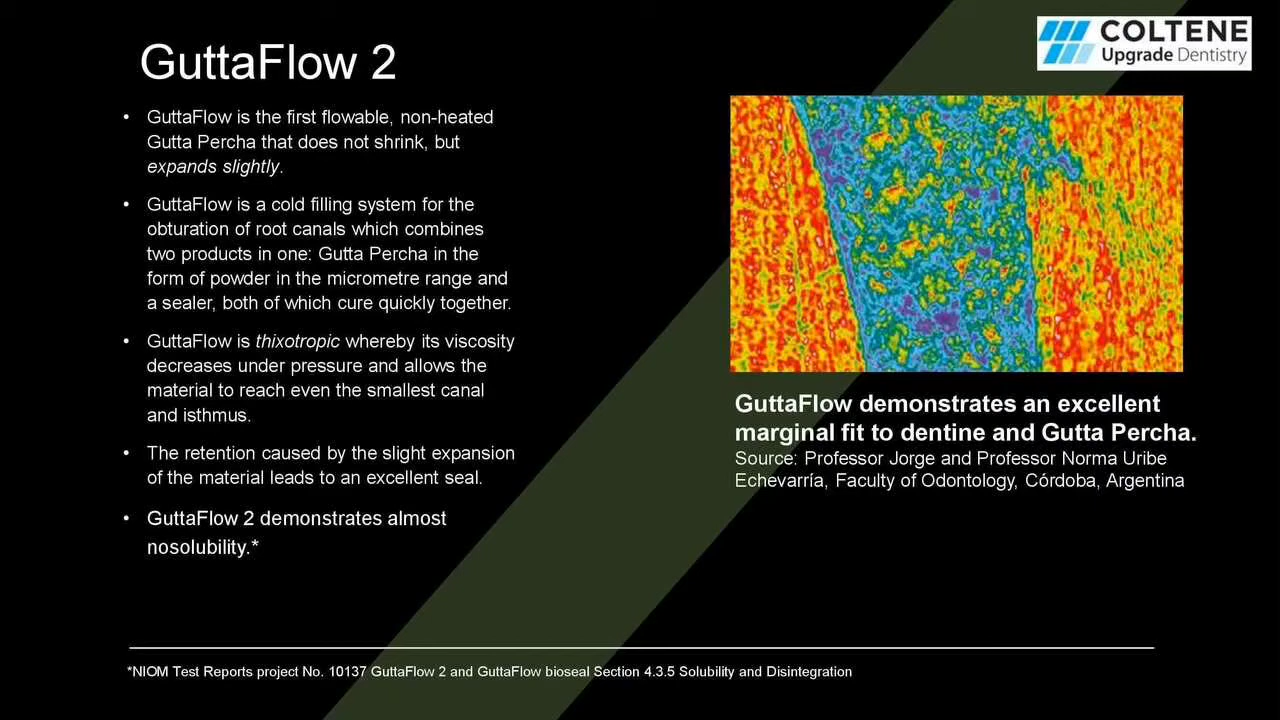 GuttaFlow 2
COLTENE
Upgrade Dentistry
• GuttaFlow is the first flowable, non-heated
Gutta Percha that does not shrink, but
expands slightly.
• GuttaFlow is a cold filling system for the
obturation of root canals which combines
two products in one: Gutta Percha in the
form of powder in the micrometre range and
a sealer, both of which cure quickly together.
• GuttaFlow is thixotropic whereby its viscosity
decreases under pressure and allows the
material to reach even the smallest canal
and isthmus.
• The retention caused by the slight expansion
of the material leads to an excellent seal.
• GuttaFlow 2 demonstrates almost
nosolubility.*
GuttaFlow demonstrates an excellent
marginal fit to dentine and Gutta Percha.
Source: Professor Jorge and Professor Norma Uribe
Echevarría, Faculty of Odontology, Córdoba, Argentina
*NIOM Test Reports project No. 10137 GuttaFlow 2 and GuttaFlow bioseal Section 4.3.5 Solubility and Disintegration